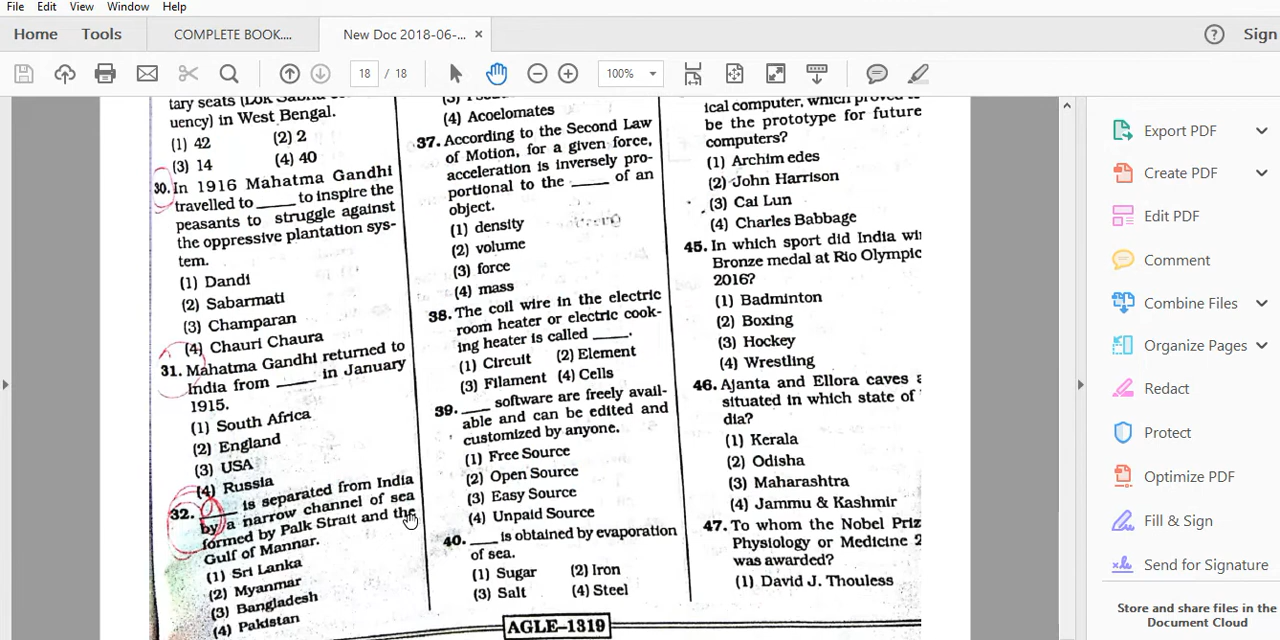 File Edit View Window Help
Home Tools COMPLETE BOOK.... New Doc 2018-06-... × Sign
18 / 18 100%
tary seats (Lok Sabha
uency) in West Bengal.
(1) 42 (2) 2
(3) 14 (4) 40
30. In 1916 Mahatma Gandhi
travelled to _____ to inspire the
peasants to struggle against
the oppressive plantation sys-
tem.
(1) Dandi
(2) Sabarmati
(3) Champaran
(4) Chauri Chaura
31. Mahatma Gandhi returned to
India from _____ in January
1915.
(1) South Africa
(2) England
(3) USA
(4) Russia
32. _____ is separated from India
by a narrow channel of sea
formed by Palk Strait and the
Gulf of Mannar.
(1) Sri Lanka
(2) Myanmar
(3) Bangladesh
(4) Pakistan
(4) Acoelomates
37. According to the Second Law
of Motion, for a given force,
acceleration is inversely pro-
portional to the _____ of an
object.
(1) density
(2) volume
(3) force
(4) mass
38. The coil wire in the electric
room heater or electric cook-
ing heater is called _____.
(1) Circuit (2) Element
(3) Filament (4) Cells
39. _____ software are freely avail-
able and can be edited and
customized by anyone.
(1) Free Source
(2) Open Source
(3) Easy Source
(4) Unpaid Source
40. _____ is obtained by evaporation
of sea.
(1) Sugar (2) Iron
(3) Salt (4) Steel
ical computer, which proved
be the prototype for future
computers?
(1) Archim edes
(2) John Harrison
(3) Cai Lun
(4) Charles Babbage
45. In which sport did India wi
Bronze medal at Rio Olympic
2016?
(1) Badminton
(2) Boxing
(3) Hockey
(4) Wrestling
46. Ajanta and Ellora caves
situated in which state of
dia?
(1) Kerala
(2) Odisha
(3) Maharashtra
(4) Jammu & Kashmir
47. To whom the Nobel Priz
Physiology or Medicine 2
was awarded?
(1) David J. Thouless
AGLE–1319
Export PDF
Create PDF
Edit PDF
Comment
Combine Files
Organize Pages
Redact
Protect
Optimize PDF
Fill & Sign
Send for Signature
Store and share files in the
Document Cloud